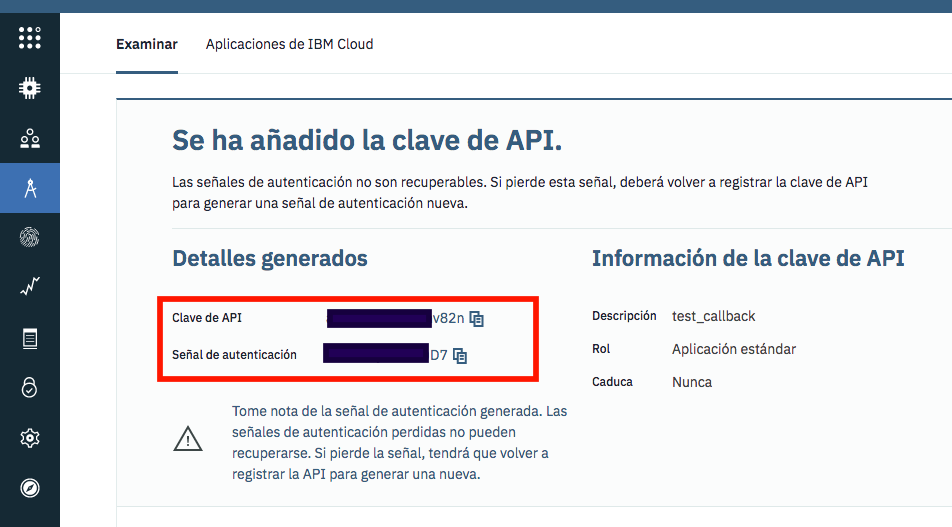 Examinar Aplicaciones de IBM Cloud
Se ha añadido la clave de API.
Las señales de autenticación no son recuperables. Si pierde esta señal, deberá volver a registrar la clave de API
para generar una señal de autenticación nueva.
Detalles generados
Clave de API v82n
Señal de autenticación D7
Tome nota de la señal de autenticación generada. Las
señales de autenticación perdidas no pueden
recuperarse. Si pierde la señal, tendrá que volver a
registrar la API para generar una nueva.
Información de la clave de API
Descripción test_callback
Rol Aplicación estándar
Caduca Nunca